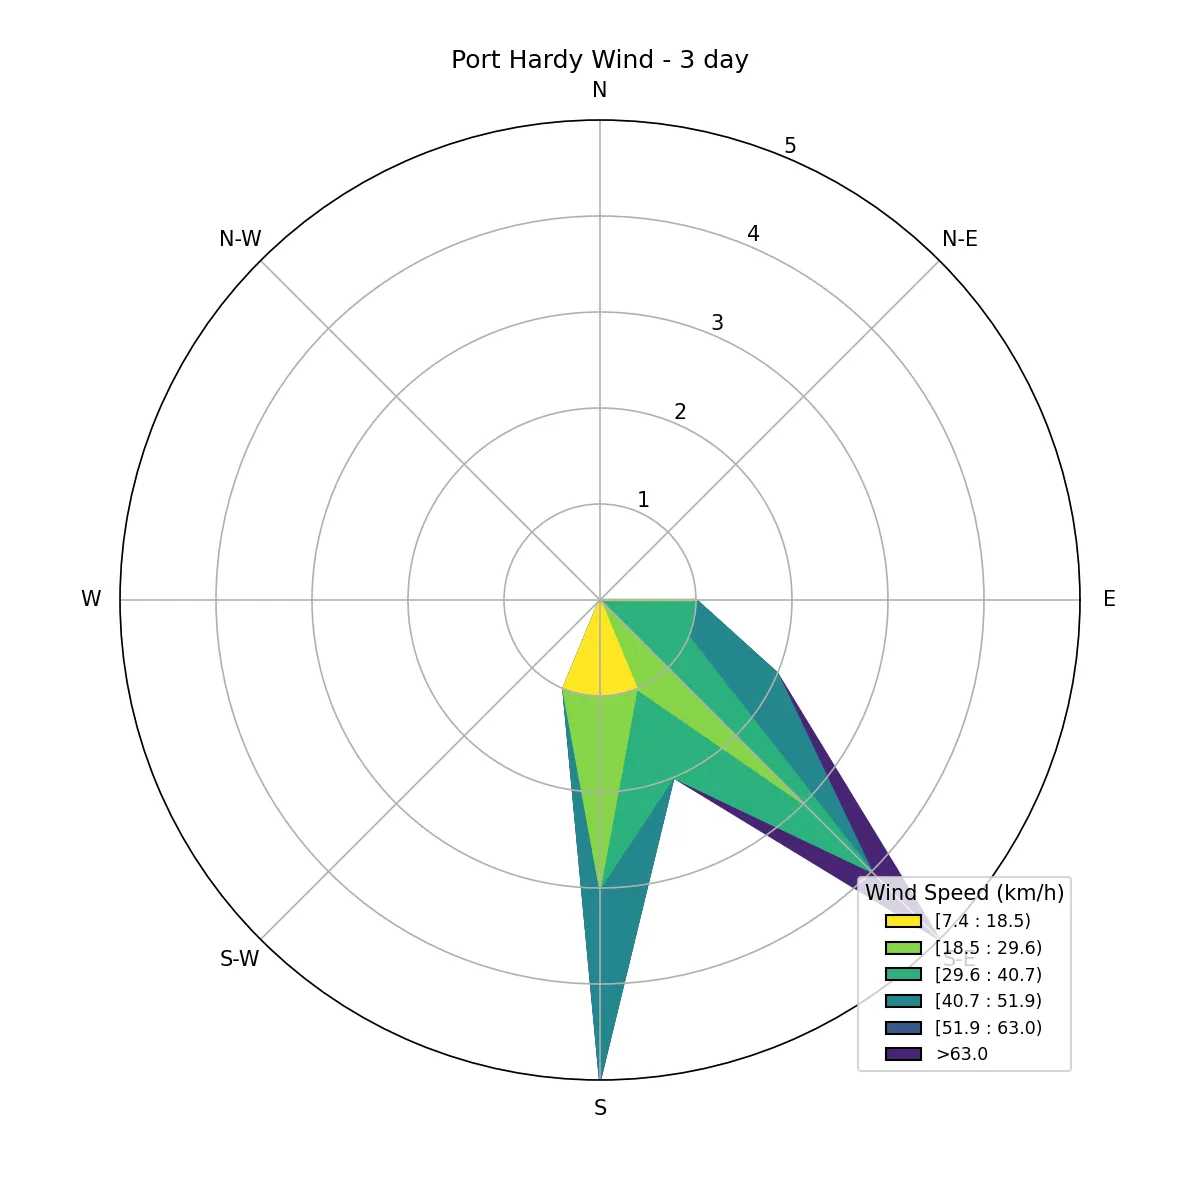 Port Hardy Wind - 3 day
N
5
N-W
N-E
4
3
2
1
W
E
Wind Speed (km/h)
[7.4 : 18.5)
[18.5 : 29.6)
[29.6 : 40.7)
[40.7 : 51.9)
[51.9 : 63.0)
>63.0
S-W
S-E
S